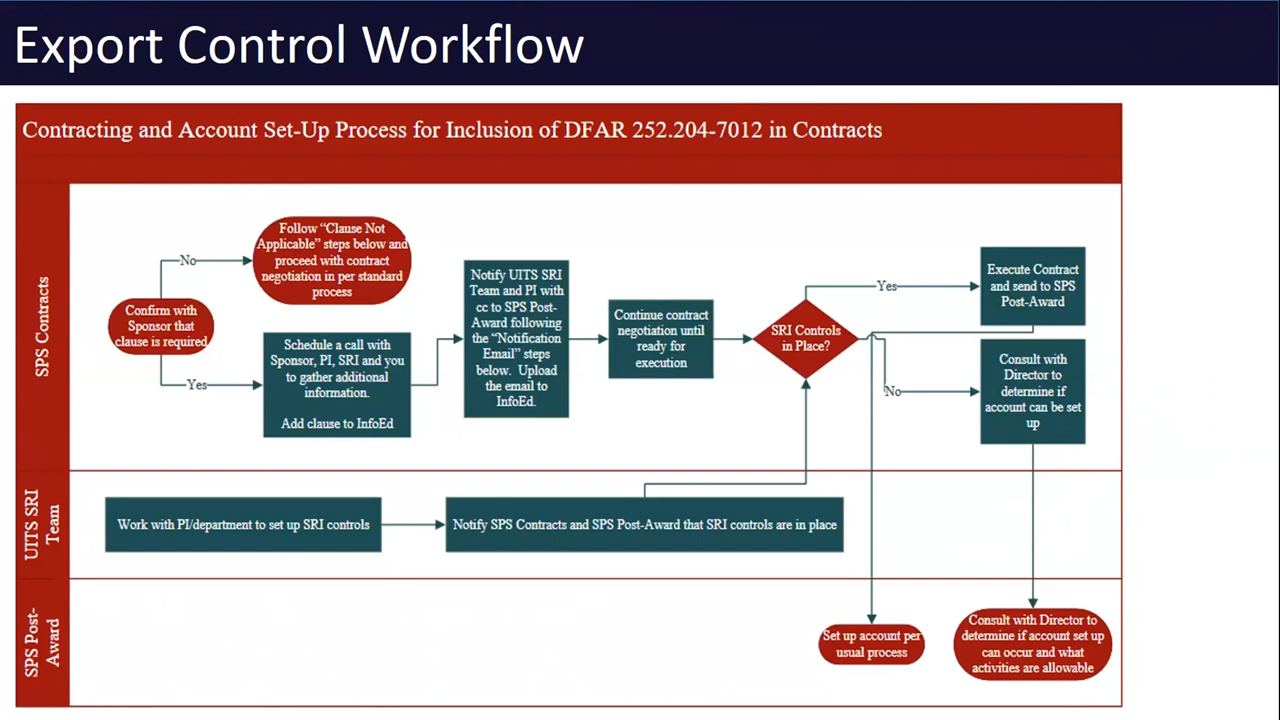 Export Control Workflow
Contracting and Account Set-Up Process for Inclusion of DFAR 252.204-7012 in Contracts
SPS Contracts
Confirm with
Sponsor that
clause is required
No
Follow “Clause Not
Applicable” steps below and
proceed with contract
negotiation in per standard
process
Yes
Schedule a call with
Sponsor, PI, SRI and you
to gather additional
information.
Add clause to InfoEd
Notify UITS SRI
Team and PI with
cc to SPS Post-
Award following
the “Notification
Email” steps
below. Upload
the email to
InfoEd.
Continue contract
negotiation until
ready for
execution
SRI Controls
in Place?
Yes
Execute Contract
and send to SPS
Post-Award
No
Consult with
Director to
determine if
account can be set
up
UITS SRI
Team
Work with PI/department to set up SRI controls
Notify SPS Contracts and SPS Post-Award that SRI controls are in place
SPS Post-
Award
Set up account per
usual process
Consult with Director to
determine if account set up
can occur and what
activities are allowable